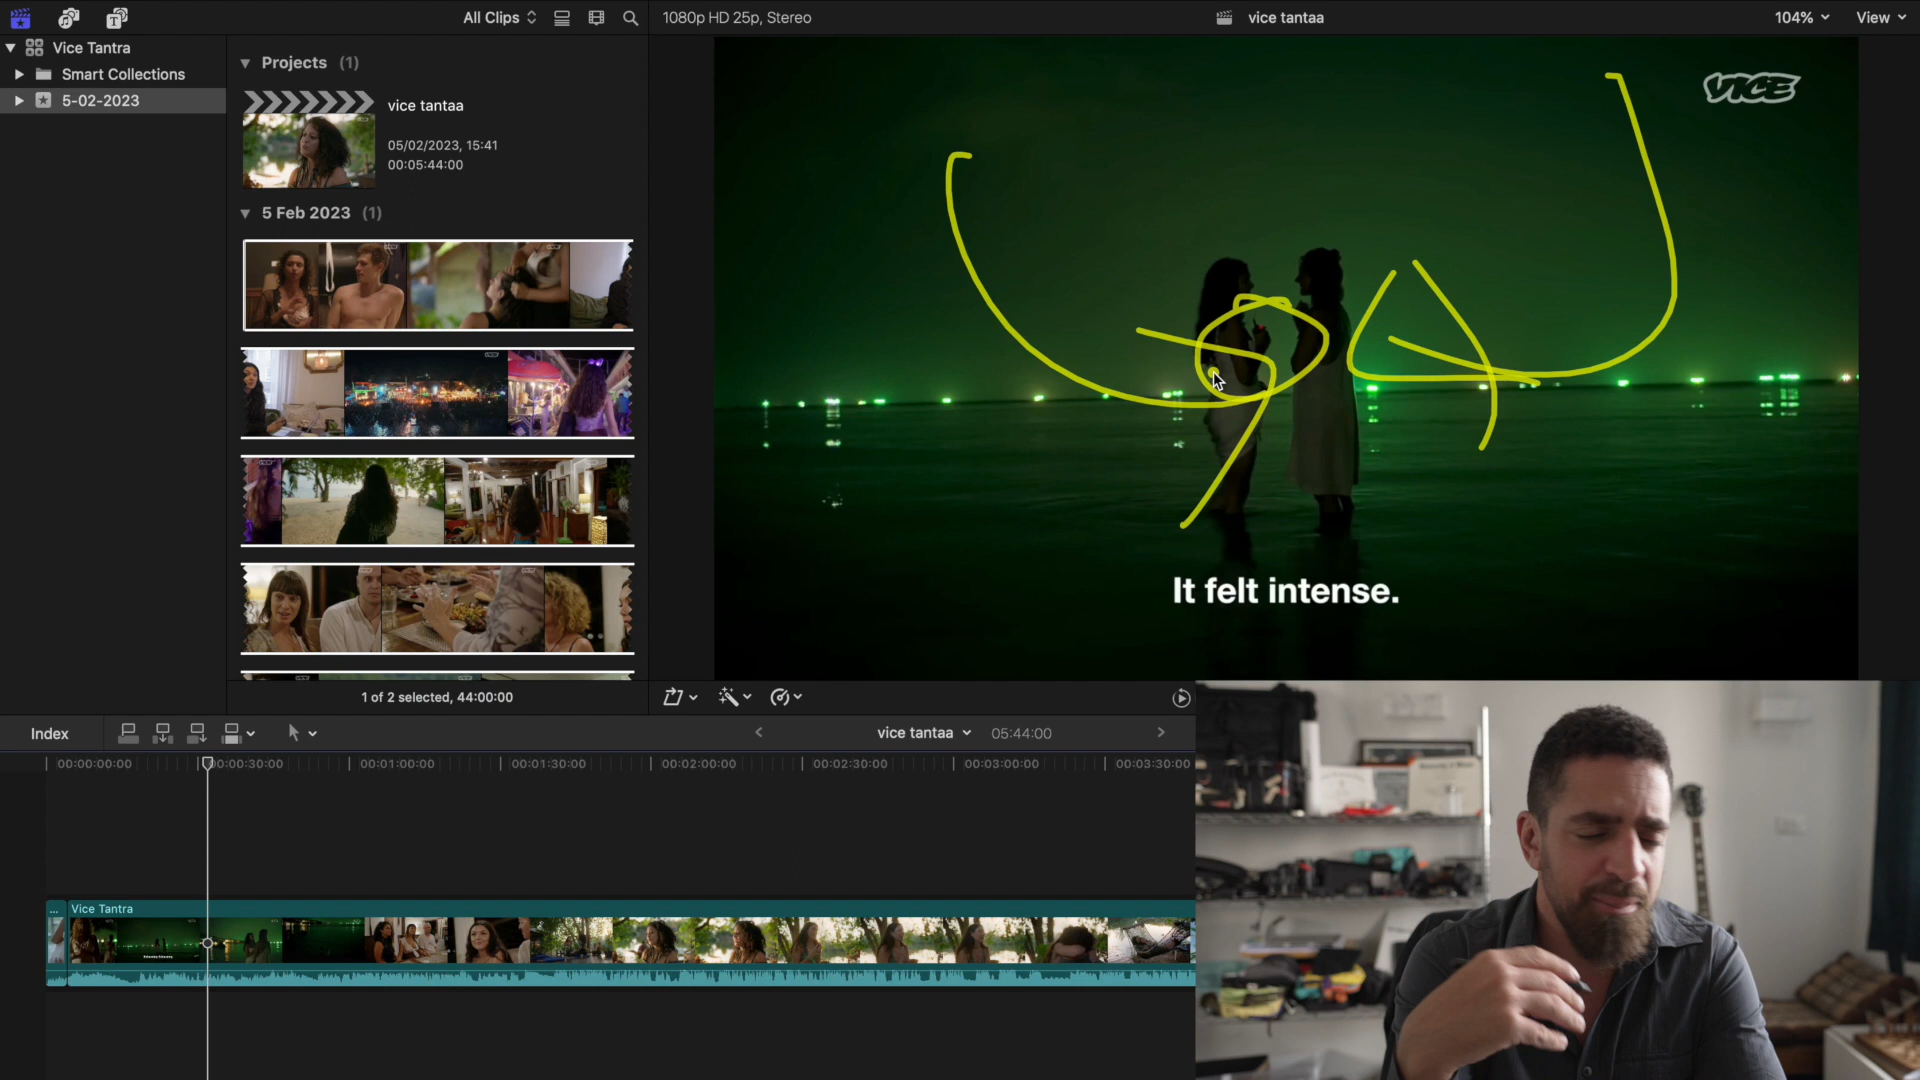 All Clips
1080p HD 25p, Stereo
vice tantaa
104%
View
Vice Tantra
Smart Collections
5-02-2023
Projects (1)
vice tantaa
05/02/2023, 15:41
00:05:44:00
5 Feb 2023 (1)
VICE
It felt intense.
1 of 2 selected, 44:00:00
Index
vice tantaa
05:44:00
00:00:00:00
00:00:30:00
00:01:00:00
00:01:30:00
00:02:00:00
00:02:30:00
00:03:00:00
00:03:30:00
...
Vice Tantra